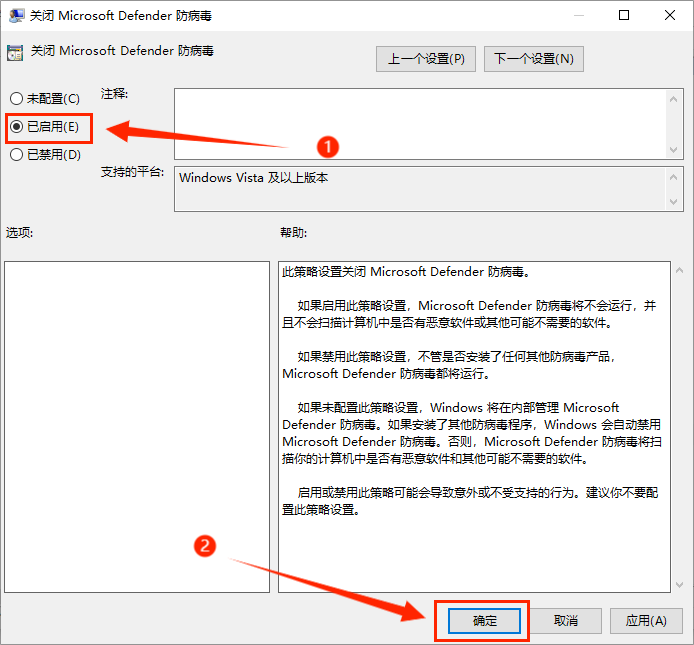 关闭 Microsoft Defender 防病毒
关闭 Microsoft Defender 防病毒
上一个设置(P)
下一个设置(N)
未配置(C)
注释:
已启用(E)
1
已禁用(D)
支持的平台:
Windows Vista 及以上版本
选项:
帮助:
此策略设置关闭 Microsoft Defender 防病毒。
如果启用此策略设置，Microsoft Defender 防病毒将不会运行，并
且不会扫描计算机中是否有恶意软件或其他可能不需要的软件。
如果禁用此策略设置，不管是否安装了任何其他防病毒产品，
Microsoft Defender 防病毒都将运行。
如果未配置此策略设置，Windows 将在内部管理 Microsoft
Defender 防病毒。如果安装了其他防病毒程序，Windows 会自动禁用
Microsoft Defender 防病毒。否则，Microsoft Defender 防病毒将扫
描你的计算机中是否有恶意软件和其他可能不需要的软件。
启用或禁用此策略可能会导致意外或不受支持的行为。建议你不要配
置此策略设置。
2
确定
取消
应用(A)